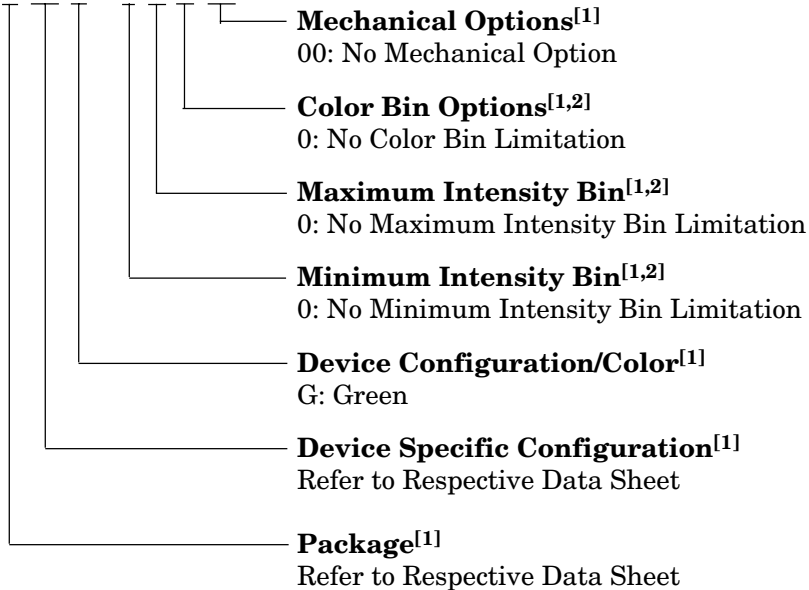 Mechanical Options[1]
00: No Mechanical Option
Color Bin Options[1,2]
0: No Color Bin Limitation
Maximum Intensity Bin[1,2]
0: No Maximum Intensity Bin Limitation
Minimum Intensity Bin[1,2]
0: No Minimum Intensity Bin Limitation
Device Configuration/Color[1]
G: Green
Device Specific Configuration[1]
Refer to Respective Data Sheet
Package[1]
Refer to Respective Data Sheet